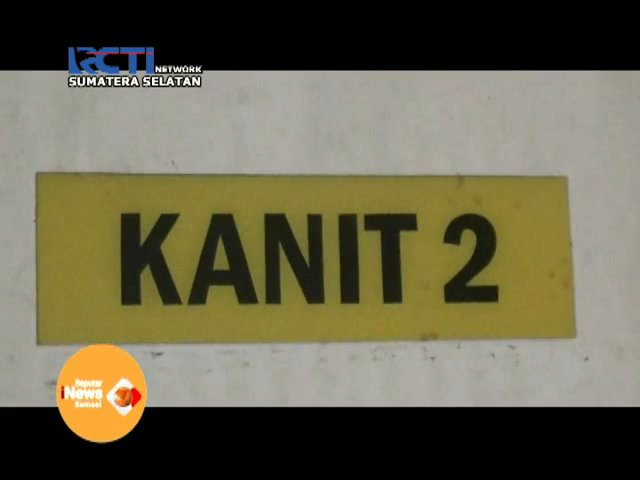 RCTI
NETWORK
SUMATERA SELATAN
KANIT 2
Seputar
iNews
Sumsel